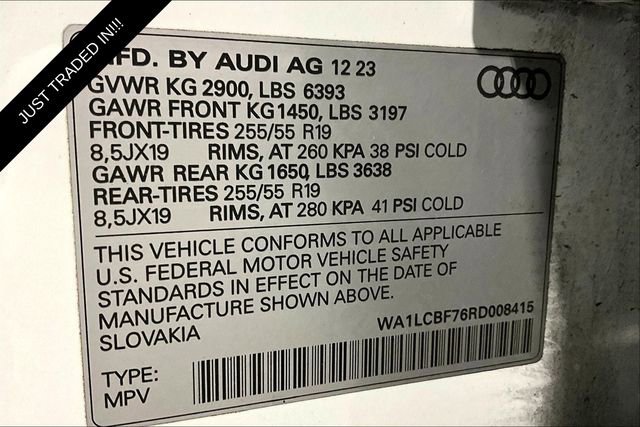 JUST TRADED IN!!!!
MFD. BY AUDI AG 12 23
GVWR KG 2900, LBS 6393
GAWR FRONT KG 1450, LBS 3197
FRONT-TIRES 255/55 R19
8,5JX19 RIMS, AT 260 KPA 38 PSI COLD
GAWR REAR KG 1650, LBS 3638
REAR-TIRES 255/55 R19
8,5JX19 RIMS, AT 280 KPA 41 PSI COLD
THIS VEHICLE CONFORMS TO ALL APPLICABLE
U.S. FEDERAL MOTOR VEHICLE SAFETY
STANDARDS IN EFFECT ON THE DATE OF
MANUFACTURE SHOWN ABOVE.
SLOVAKIA WA1LCBF76RD008415
TYPE:
MPV